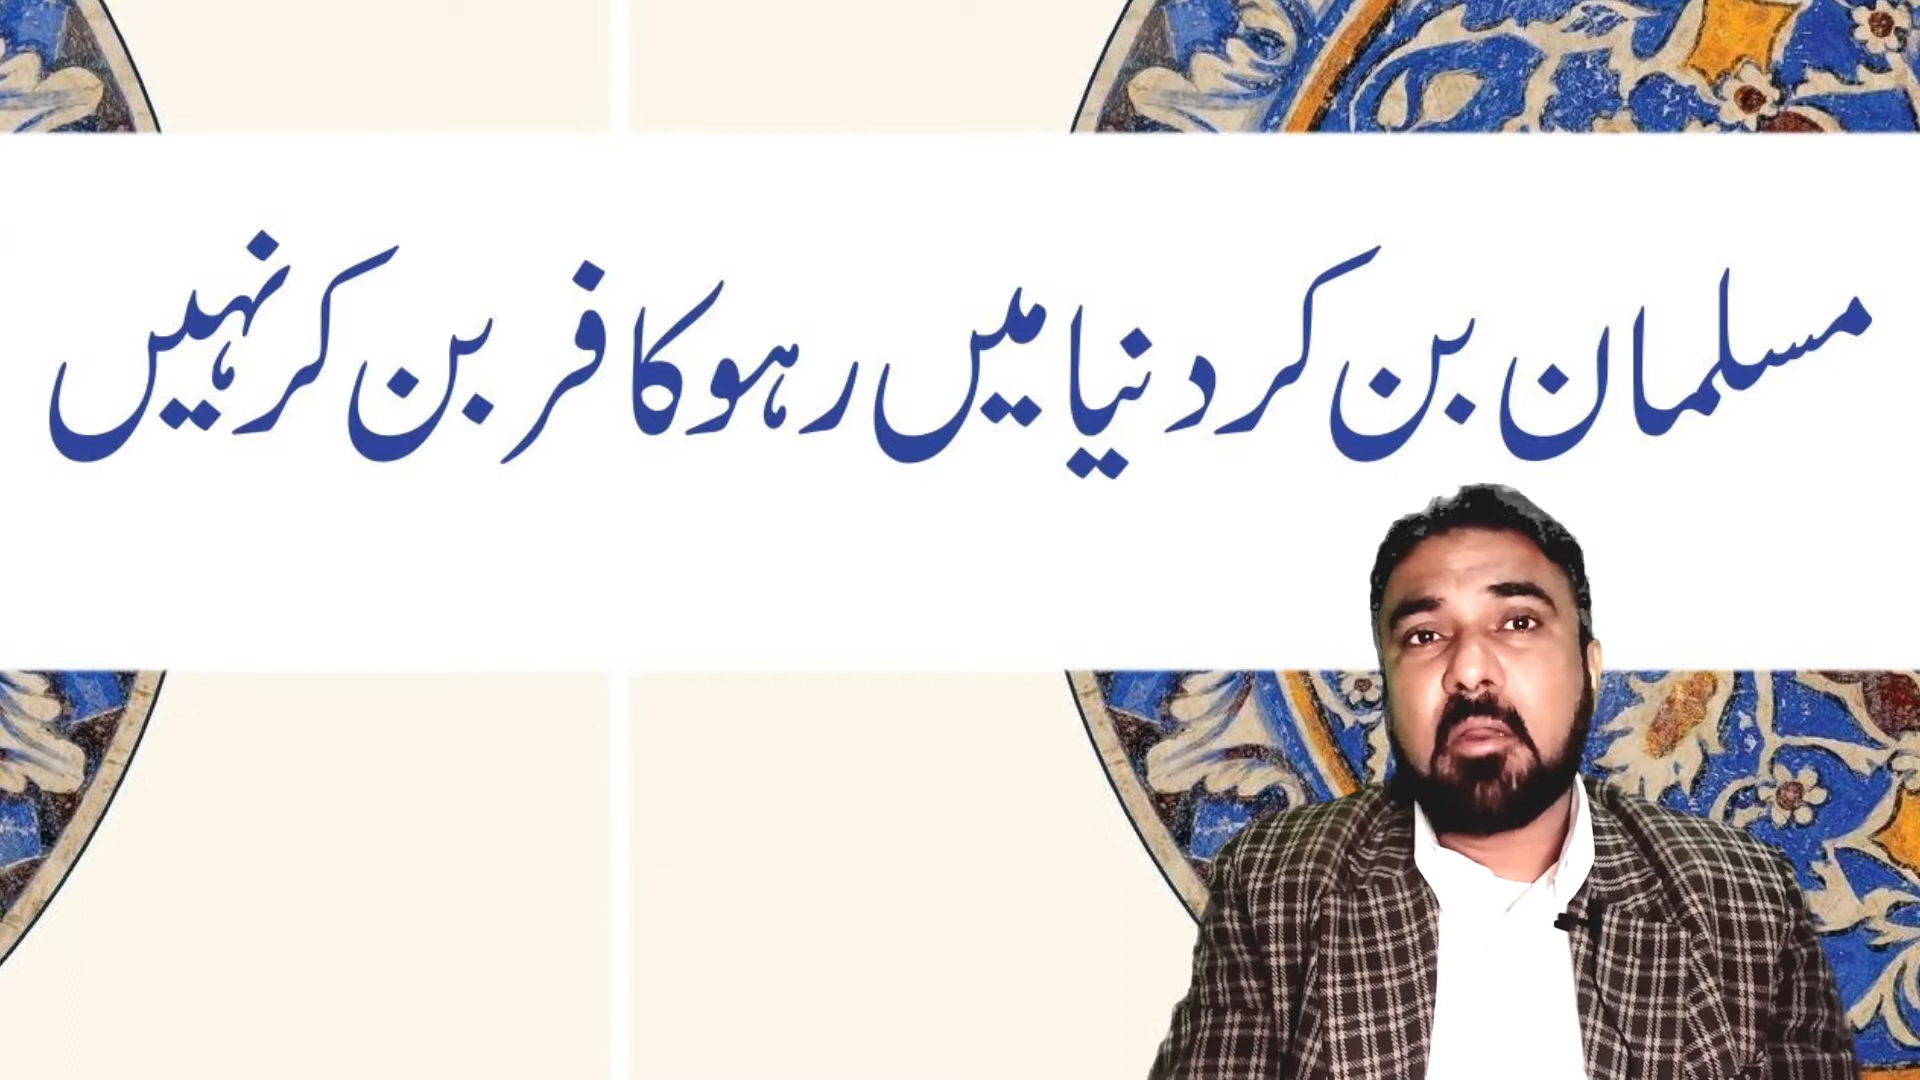 مسلمان بن کر دنیا میں رہو کافر بن کر نہیں